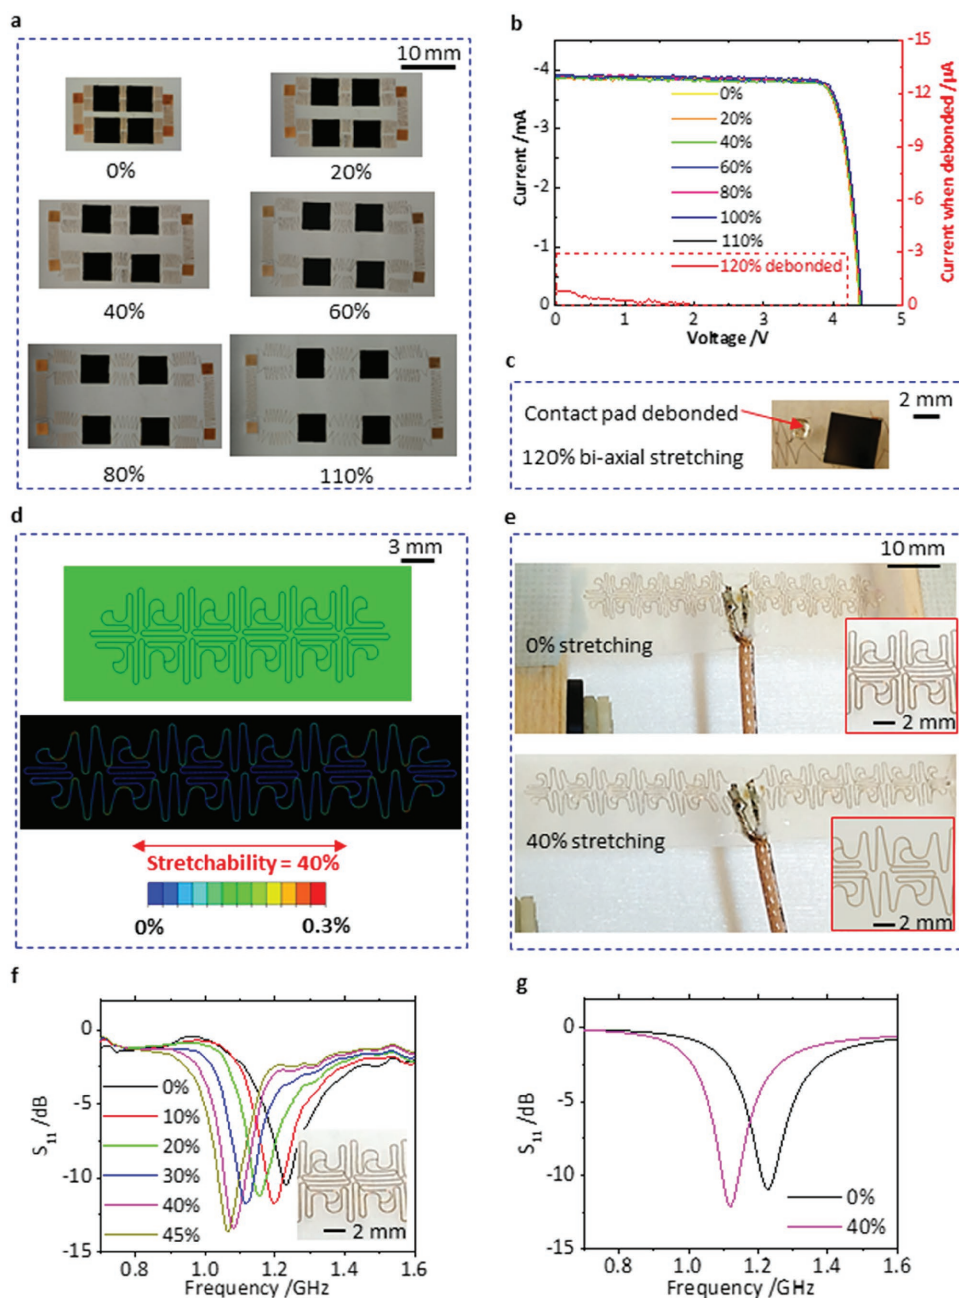 a
10 mm
0%
20%
40%
60%
80%
110%
b
-4
-3
-2
-1
0
Current /mA
0%
20%
40%
60%
80%
100%
110%
120% debonded
-15
-12
-9
-6
-3
0
Current when debonded /µA
0 1 2 3 4 5
Voltage /V
c
Contact pad debonded
120% bi-axial stretching
2 mm
d
3 mm
Stretchability = 40%
0% 0.3%
e
10 mm
0% stretching
2 mm
40% stretching
2 mm
f
0
-5
-10
-15
S11 /dB
0%
10%
20%
30%
40%
45%
2 mm
0.8 1.0 1.2 1.4 1.6
Frequency /GHz
g
0
-5
-10
-15
S11 /dB
0%
40%
0.8 1.0 1.2 1.4 1.6
Frequency /GHz